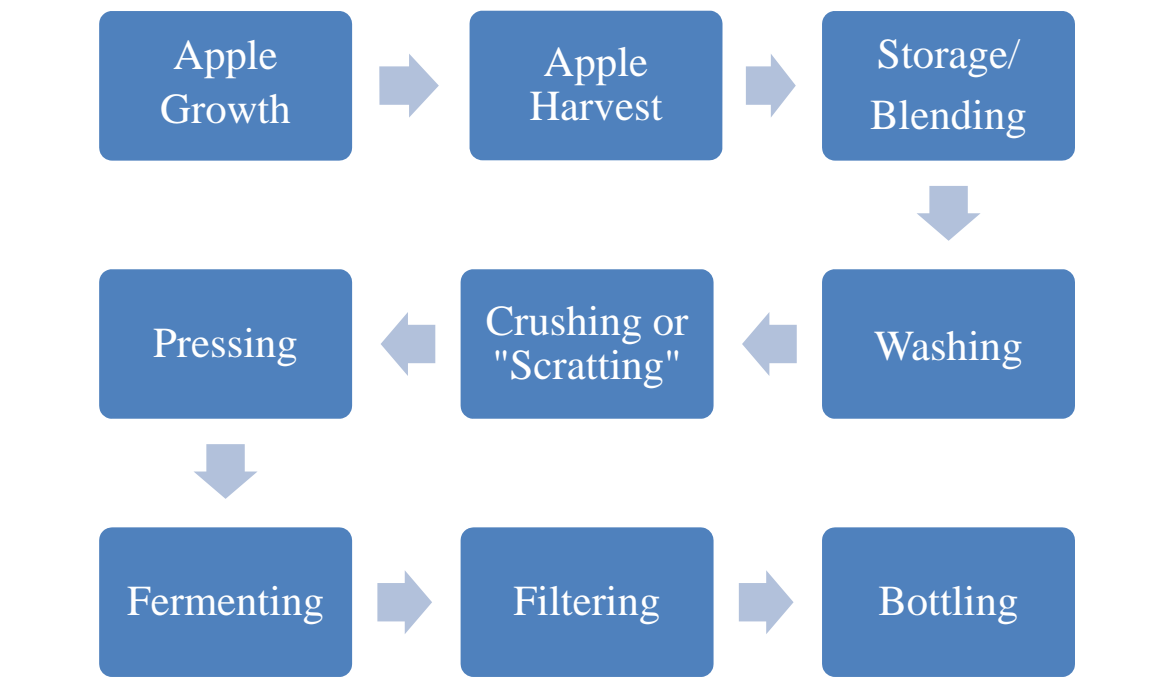 Apple
Growth
Apple
Harvest
Storage/
Blending
Washing
Crushing or
"Scratting"
Pressing
Fermenting
Filtering
Bottling